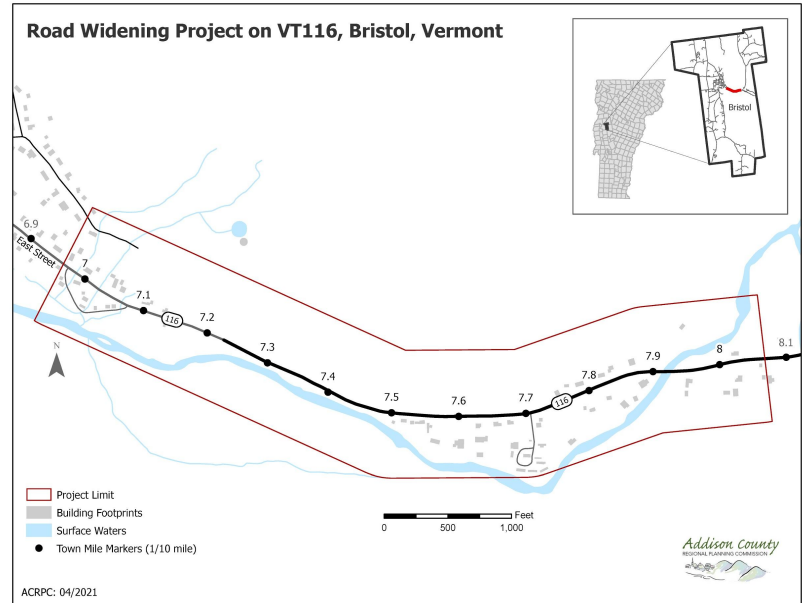 Road Widening Project on VT116, Bristol, Vermont
Bristol
6.9
East Street
7
7.1
116
7.2
7.3
7.4
7.5
7.6
7.7
116
7.8
7.9
8
8.1
N
Project Limit
Building Footprints
Surface Waters
Town Mile Markers (1/10 mile)
Feet
0 500 1,000
Addison County
REGIONAL PLANNING COMMISSION
ACRPC: 04/2021